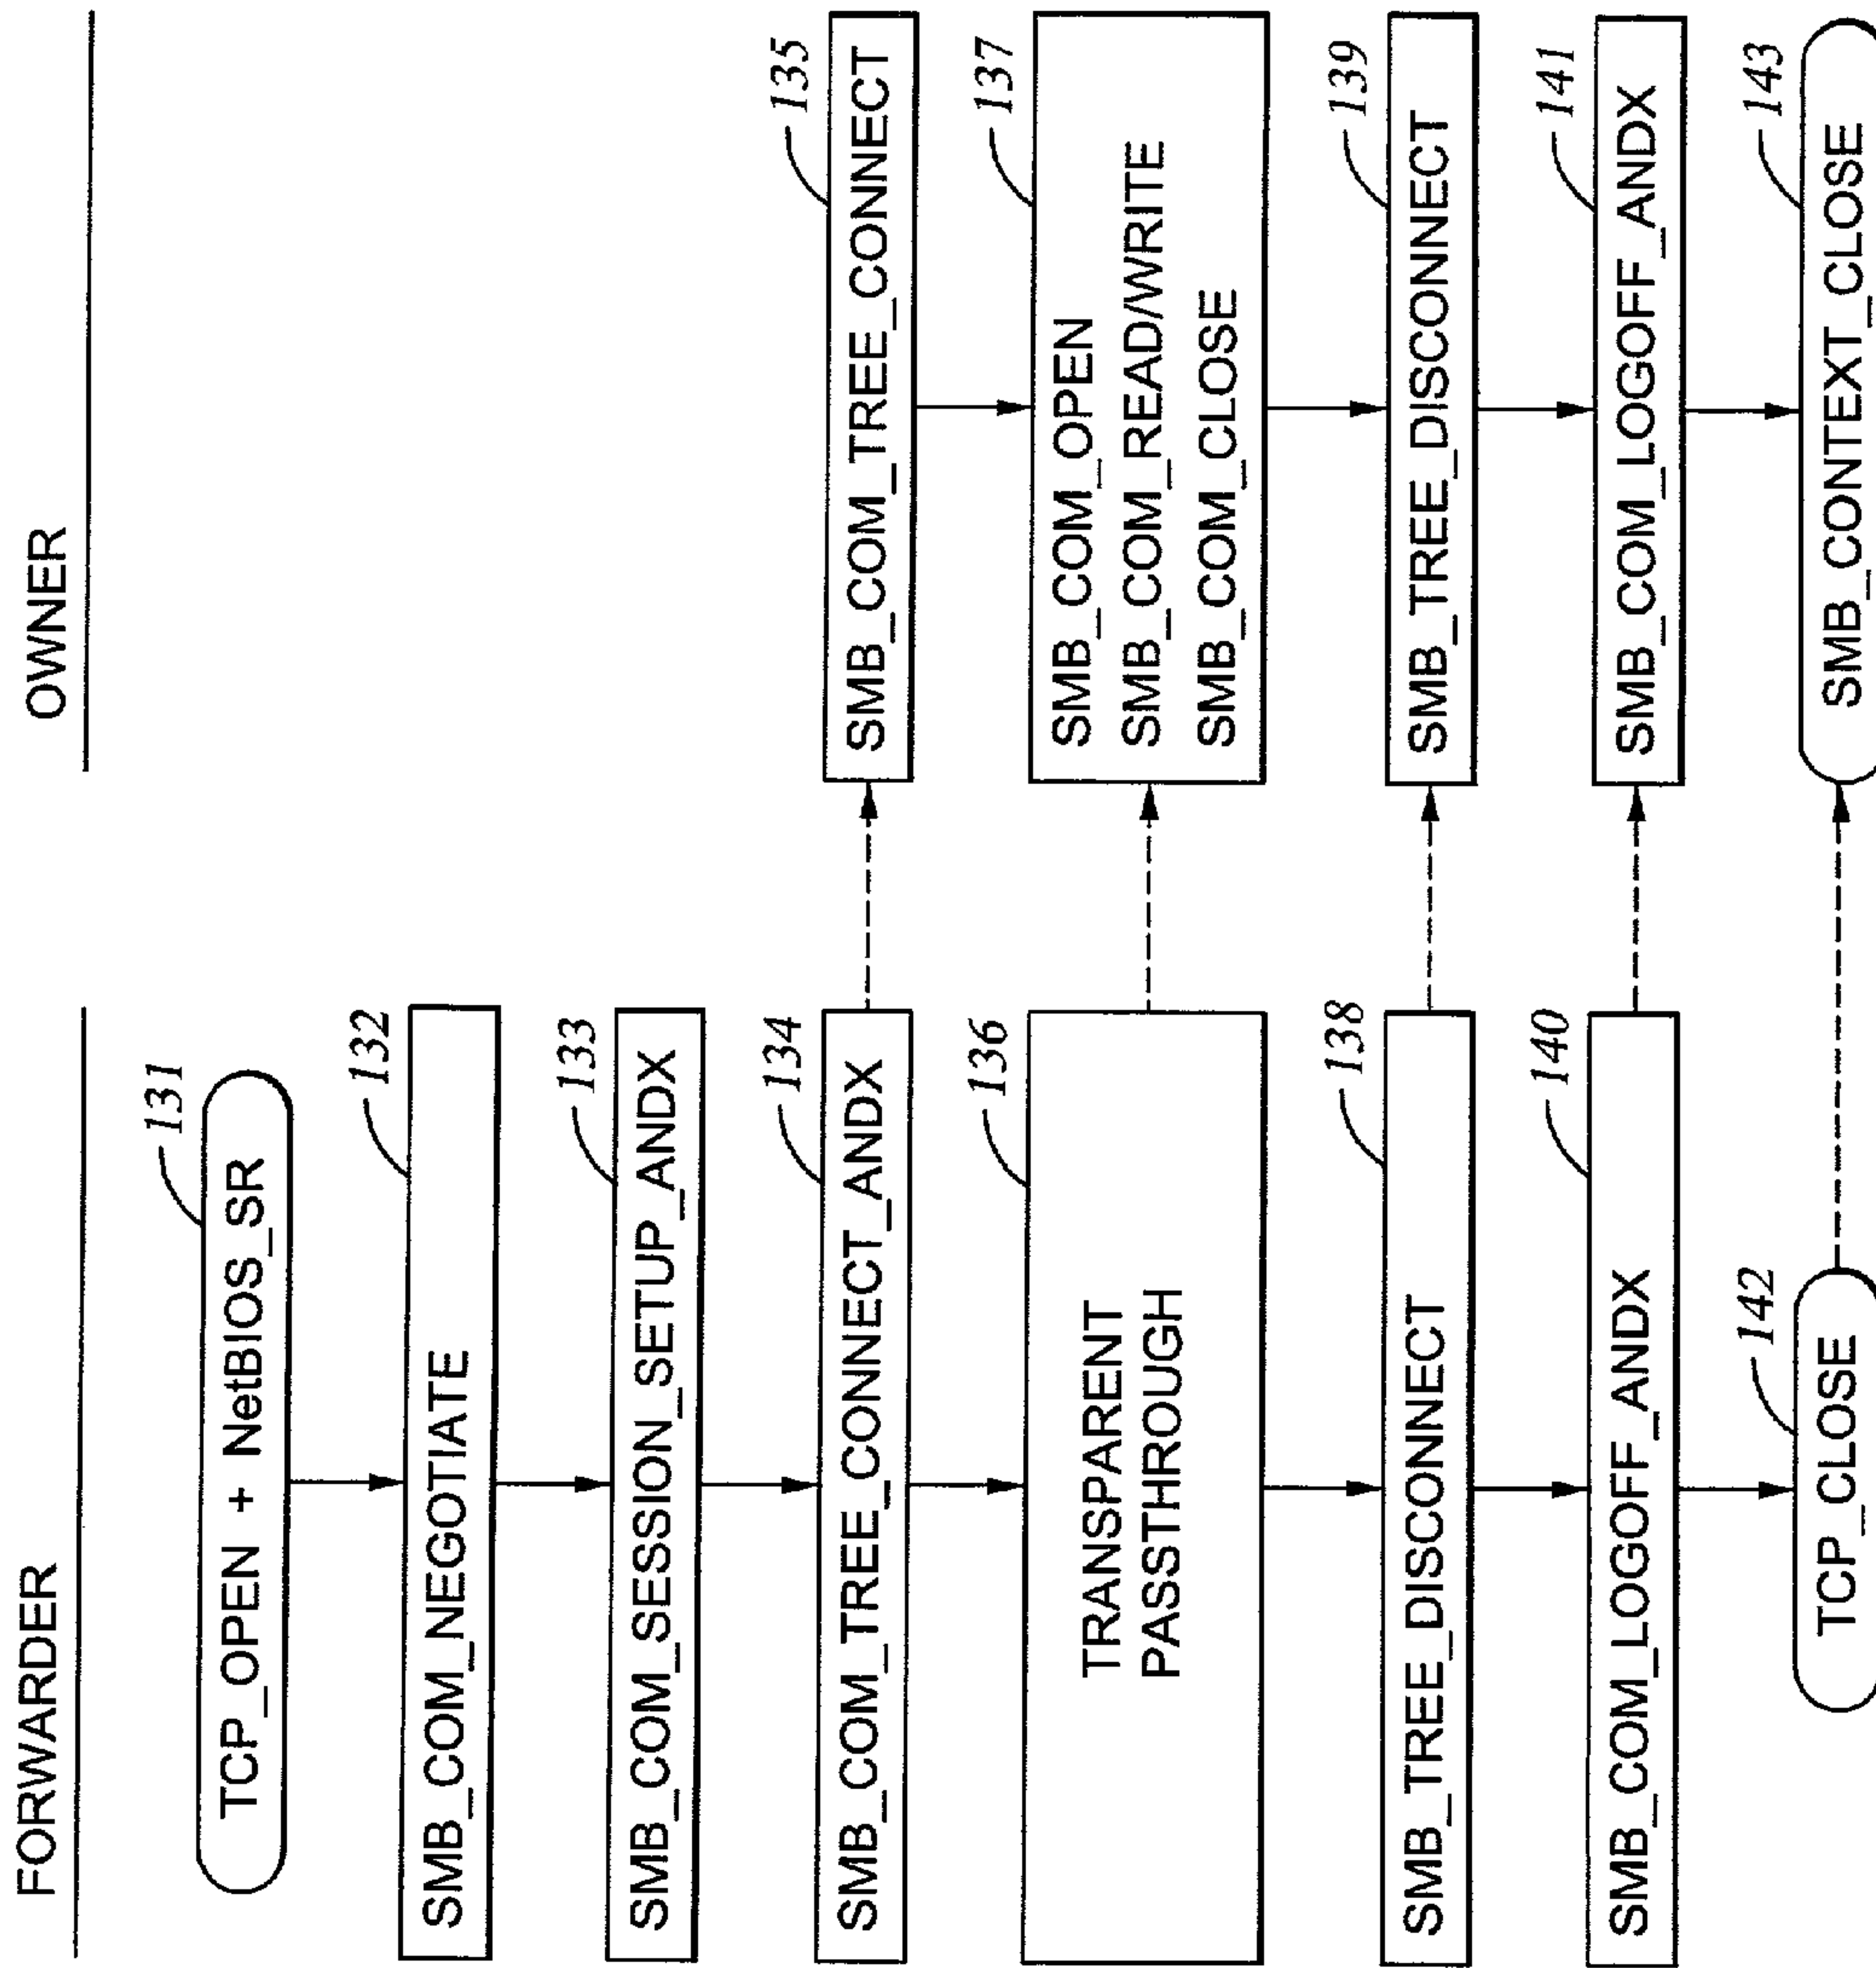 FORWARDER
OWNER
131
TCP_OPEN + NetBIOS_SR
132
SMB_COM_NEGOTIATE
133
SMB_COM_SESSION_SETUP_ANDX
134
SMB_COM_TREE_CONNECT_ANDX
135
SMB_COM_TREE_CONNECT
136
TRANSPARENT
PASSTHROUGH
137
SMB_COM_OPEN
SMB_COM_READ/WRITE
SMB_COM_CLOSE
138
SMB_TREE_DISCONNECT
139
SMB_TREE_DISCONNECT
140
SMB_COM_LOGOFF_ANDX
141
SMB_COM_LOGOFF_ANDX
142
TCP_CLOSE
143
SMB_CONTEXT_CLOSE